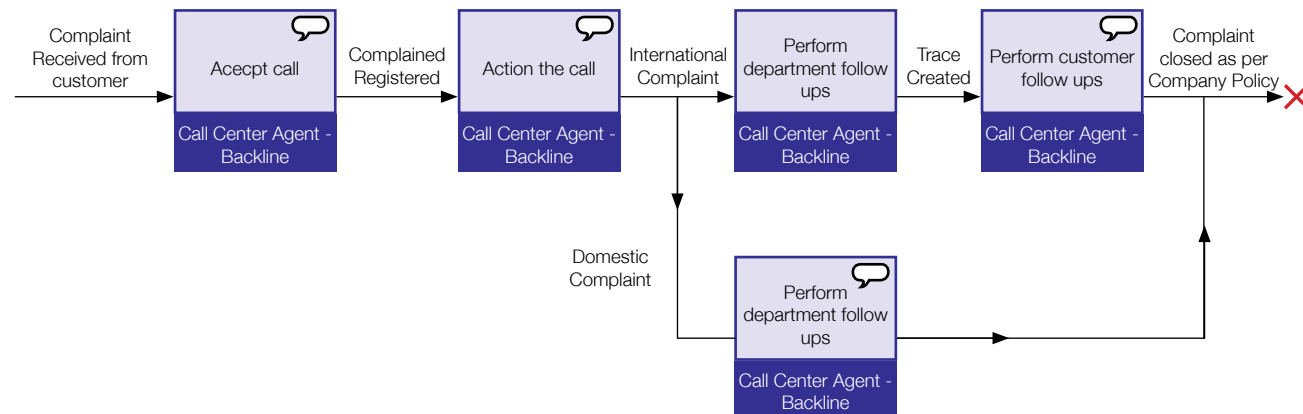 Complaint
Received from
customer
Acecpt call
Call Center Agent -
Backline
Complained
Registered
Action the call
Call Center Agent -
Backline
International
Complaint
Perform
department follow
ups
Call Center Agent -
Backline
Trace
Created
Perform customer
follow ups
Call Center Agent -
Backline
Complaint
closed as per
Company Policy
Domestic
Complaint
Perform
department follow
ups
Call Center Agent -
Backline